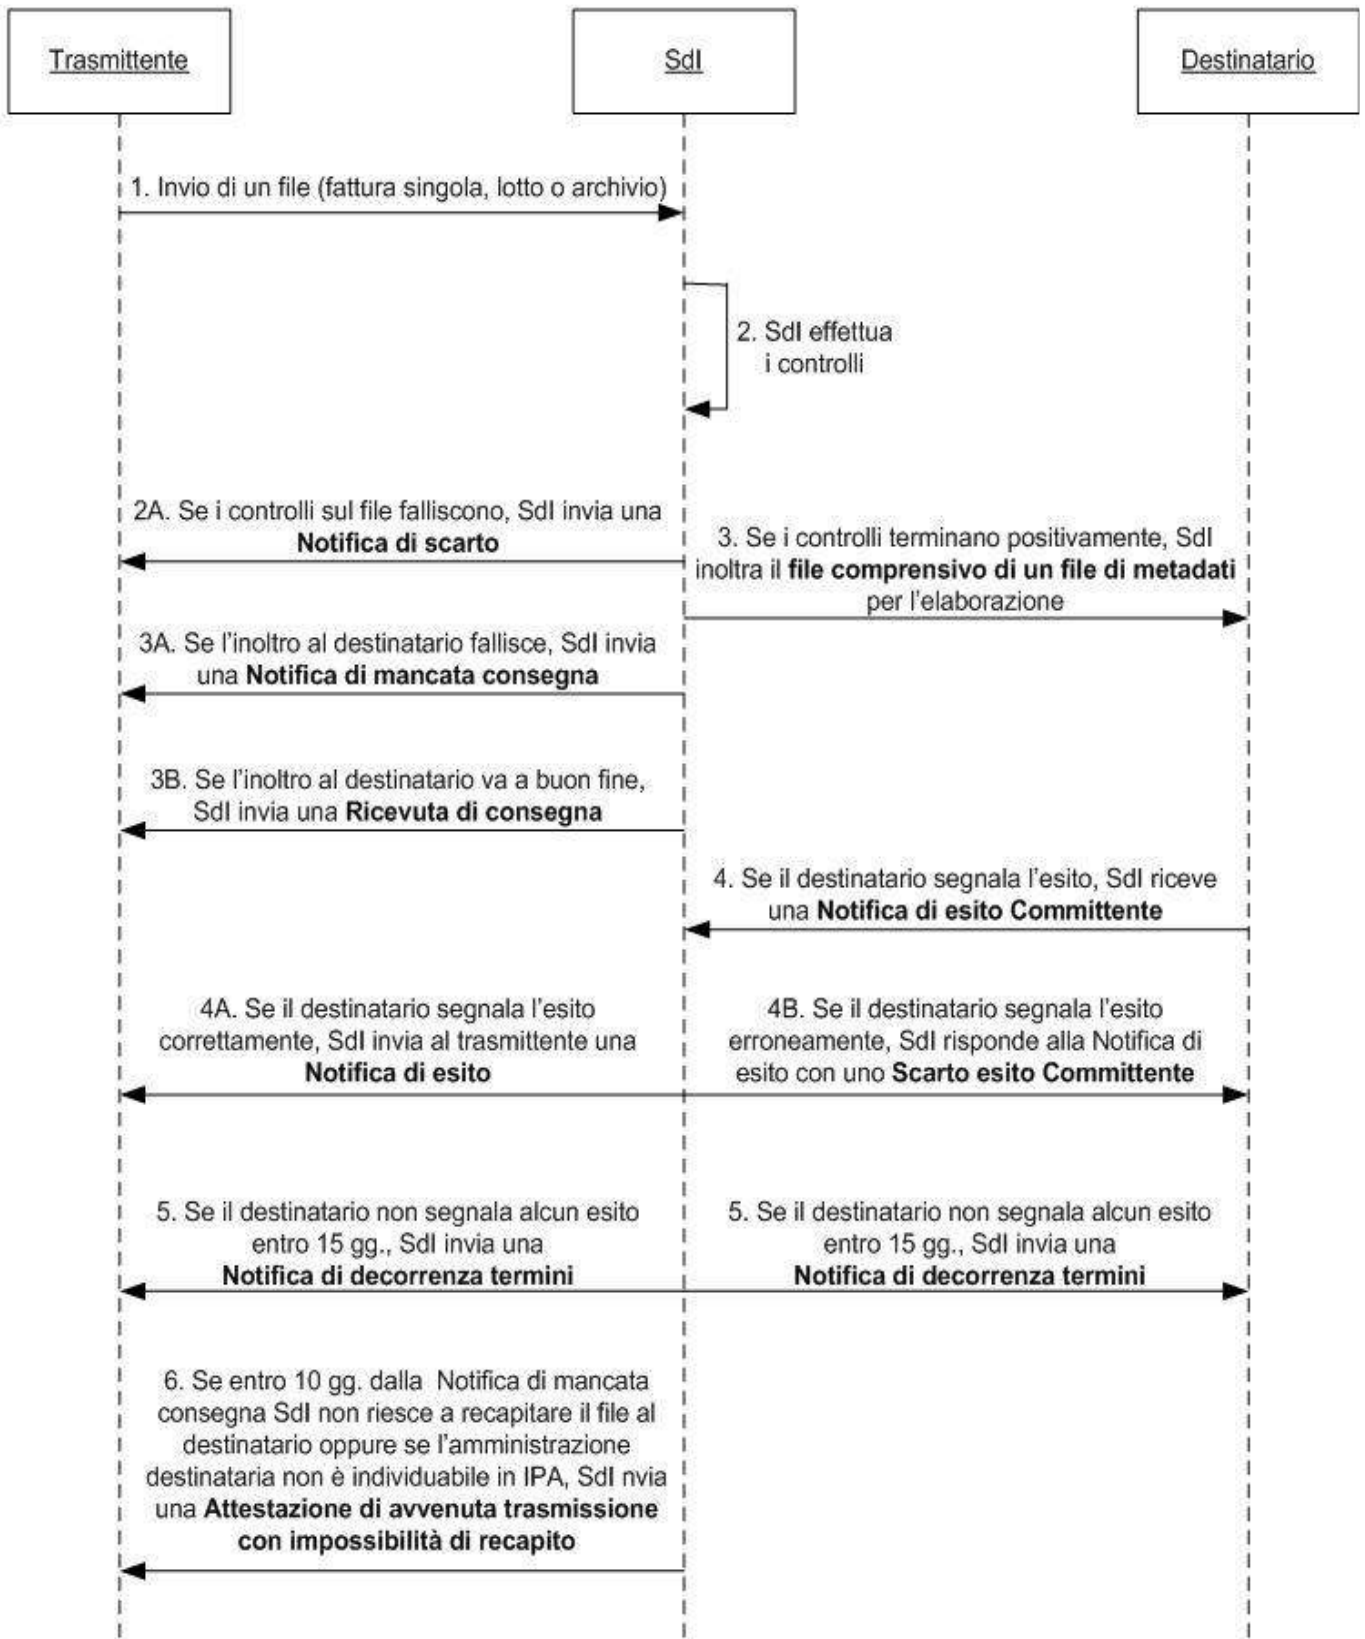 Trasmittente
SdI
Destinatario
1. Invio di un file (fattura singola, lotto o archivio)
2. SdI effettua
i controlli
2A. Se i controlli sul file falliscono, SdI invia una
Notifica di scarto
3. Se i controlli terminano positivamente, SdI
inoltra il file comprensivo di un file di metadati
per l'elaborazione
3A. Se l'inoltro al destinatario fallisce, SdI invia
una Notifica di mancata consegna
3B. Se l'inoltro al destinatario va a buon fine,
SdI invia una Ricevuta di consegna
4. Se il destinatario segnala l'esito, SdI riceve
una Notifica di esito Committente
4A. Se il destinatario segnala l'esito
correttamente, SdI invia al trasmittente una
Notifica di esito
4B. Se il destinatario segnala l'esito
erroneamente, SdI risponde alla Notifica di
esito con uno Scarto esito Committente
5. Se il destinatario non segnala alcun esito
entro 15 gg., SdI invia una
Notifica di decorrenza termini
5. Se il destinatario non segnala alcun esito
entro 15 gg., SdI invia una
Notifica di decorrenza termini
6. Se entro 10 gg. dalla Notifica di mancata
consegna SdI non riesce a recapitare il file al
destinatario oppure se l'amministrazione
destinataria non è individuabile in IPA, SdI nvia
una Attestazione di avvenuta trasmissione
con impossibilità di recapito